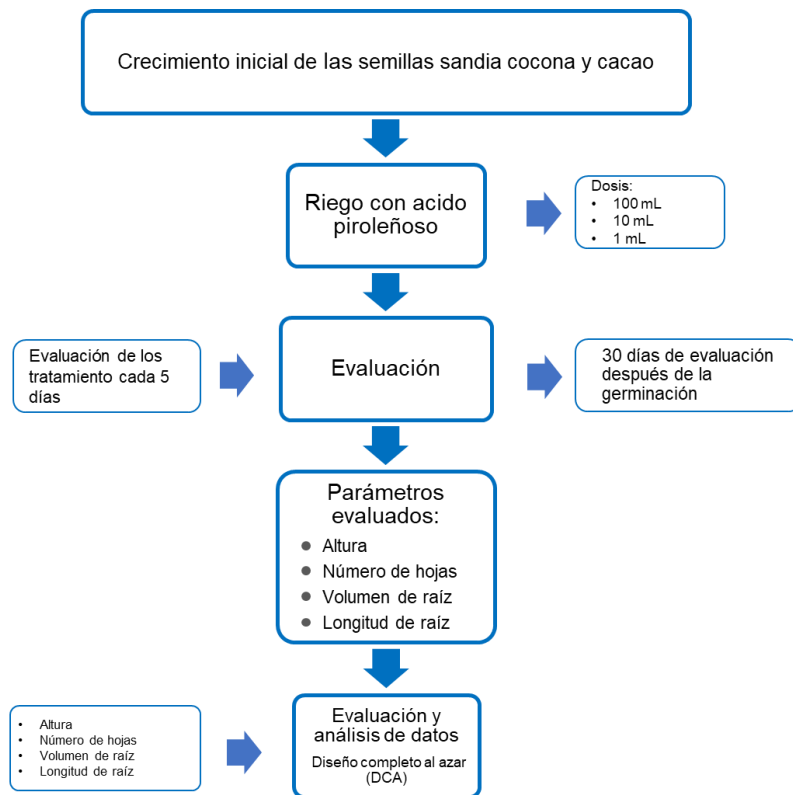 Crecimiento inicial de las semillas sandia cocona y cacao
Riego con acido
piroleñoso
Dosis:
• 100 mL
• 10 mL
• 1 mL
Evaluación de los
tratamiento cada 5
días
Evaluación
30 días de evaluación
después de la
germinación
Parámetros
evaluados:
● Altura
● Número de hojas
● Volumen de raíz
● Longitud de raíz
• Altura
• Número de hojas
• Volumen de raíz
• Longitud de raíz
Evaluación y
análisis de datos
Diseño completo al azar
(DCA)